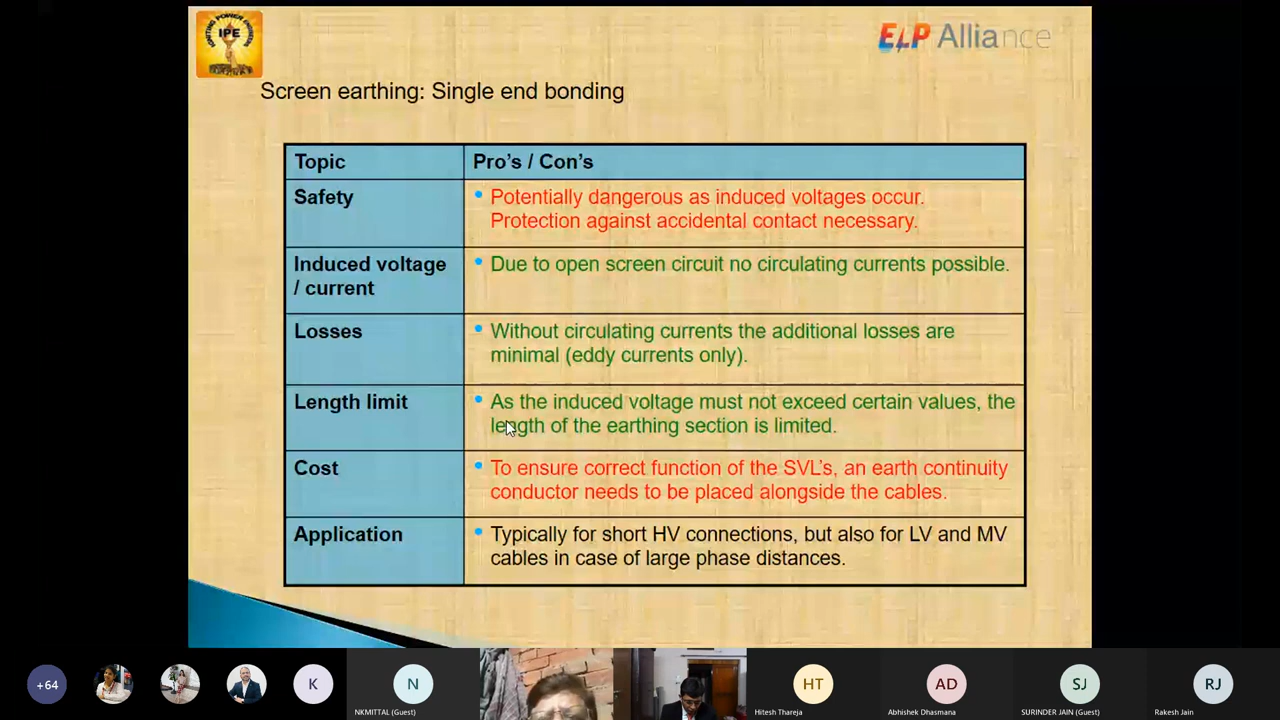 IGNITING POWER ENGINEERS
IPE
ELP Alliance
Screen earthing: Single end bonding
Topic
Pro's / Con's
Safety
• Potentially dangerous as induced voltages occur.
Protection against accidental contact necessary.
Induced voltage
/ current
• Due to open screen circuit no circulating currents possible.
Losses
• Without circulating currents the additional losses are
minimal (eddy currents only).
Length limit
• As the induced voltage must not exceed certain values, the
length of the earthing section is limited.
Cost
• To ensure correct function of the SVL's, an earth continuity
conductor needs to be placed alongside the cables.
Application
• Typically for short HV connections, but also for LV and MV
cables in case of large phase distances.
+64
K
N
NKMITTAL (Guest)
HT
Hitesh Thareja
AD
Abhishek Dhasmana
SJ
SURINDER JAIN (Guest)
RJ
Rakesh Jain